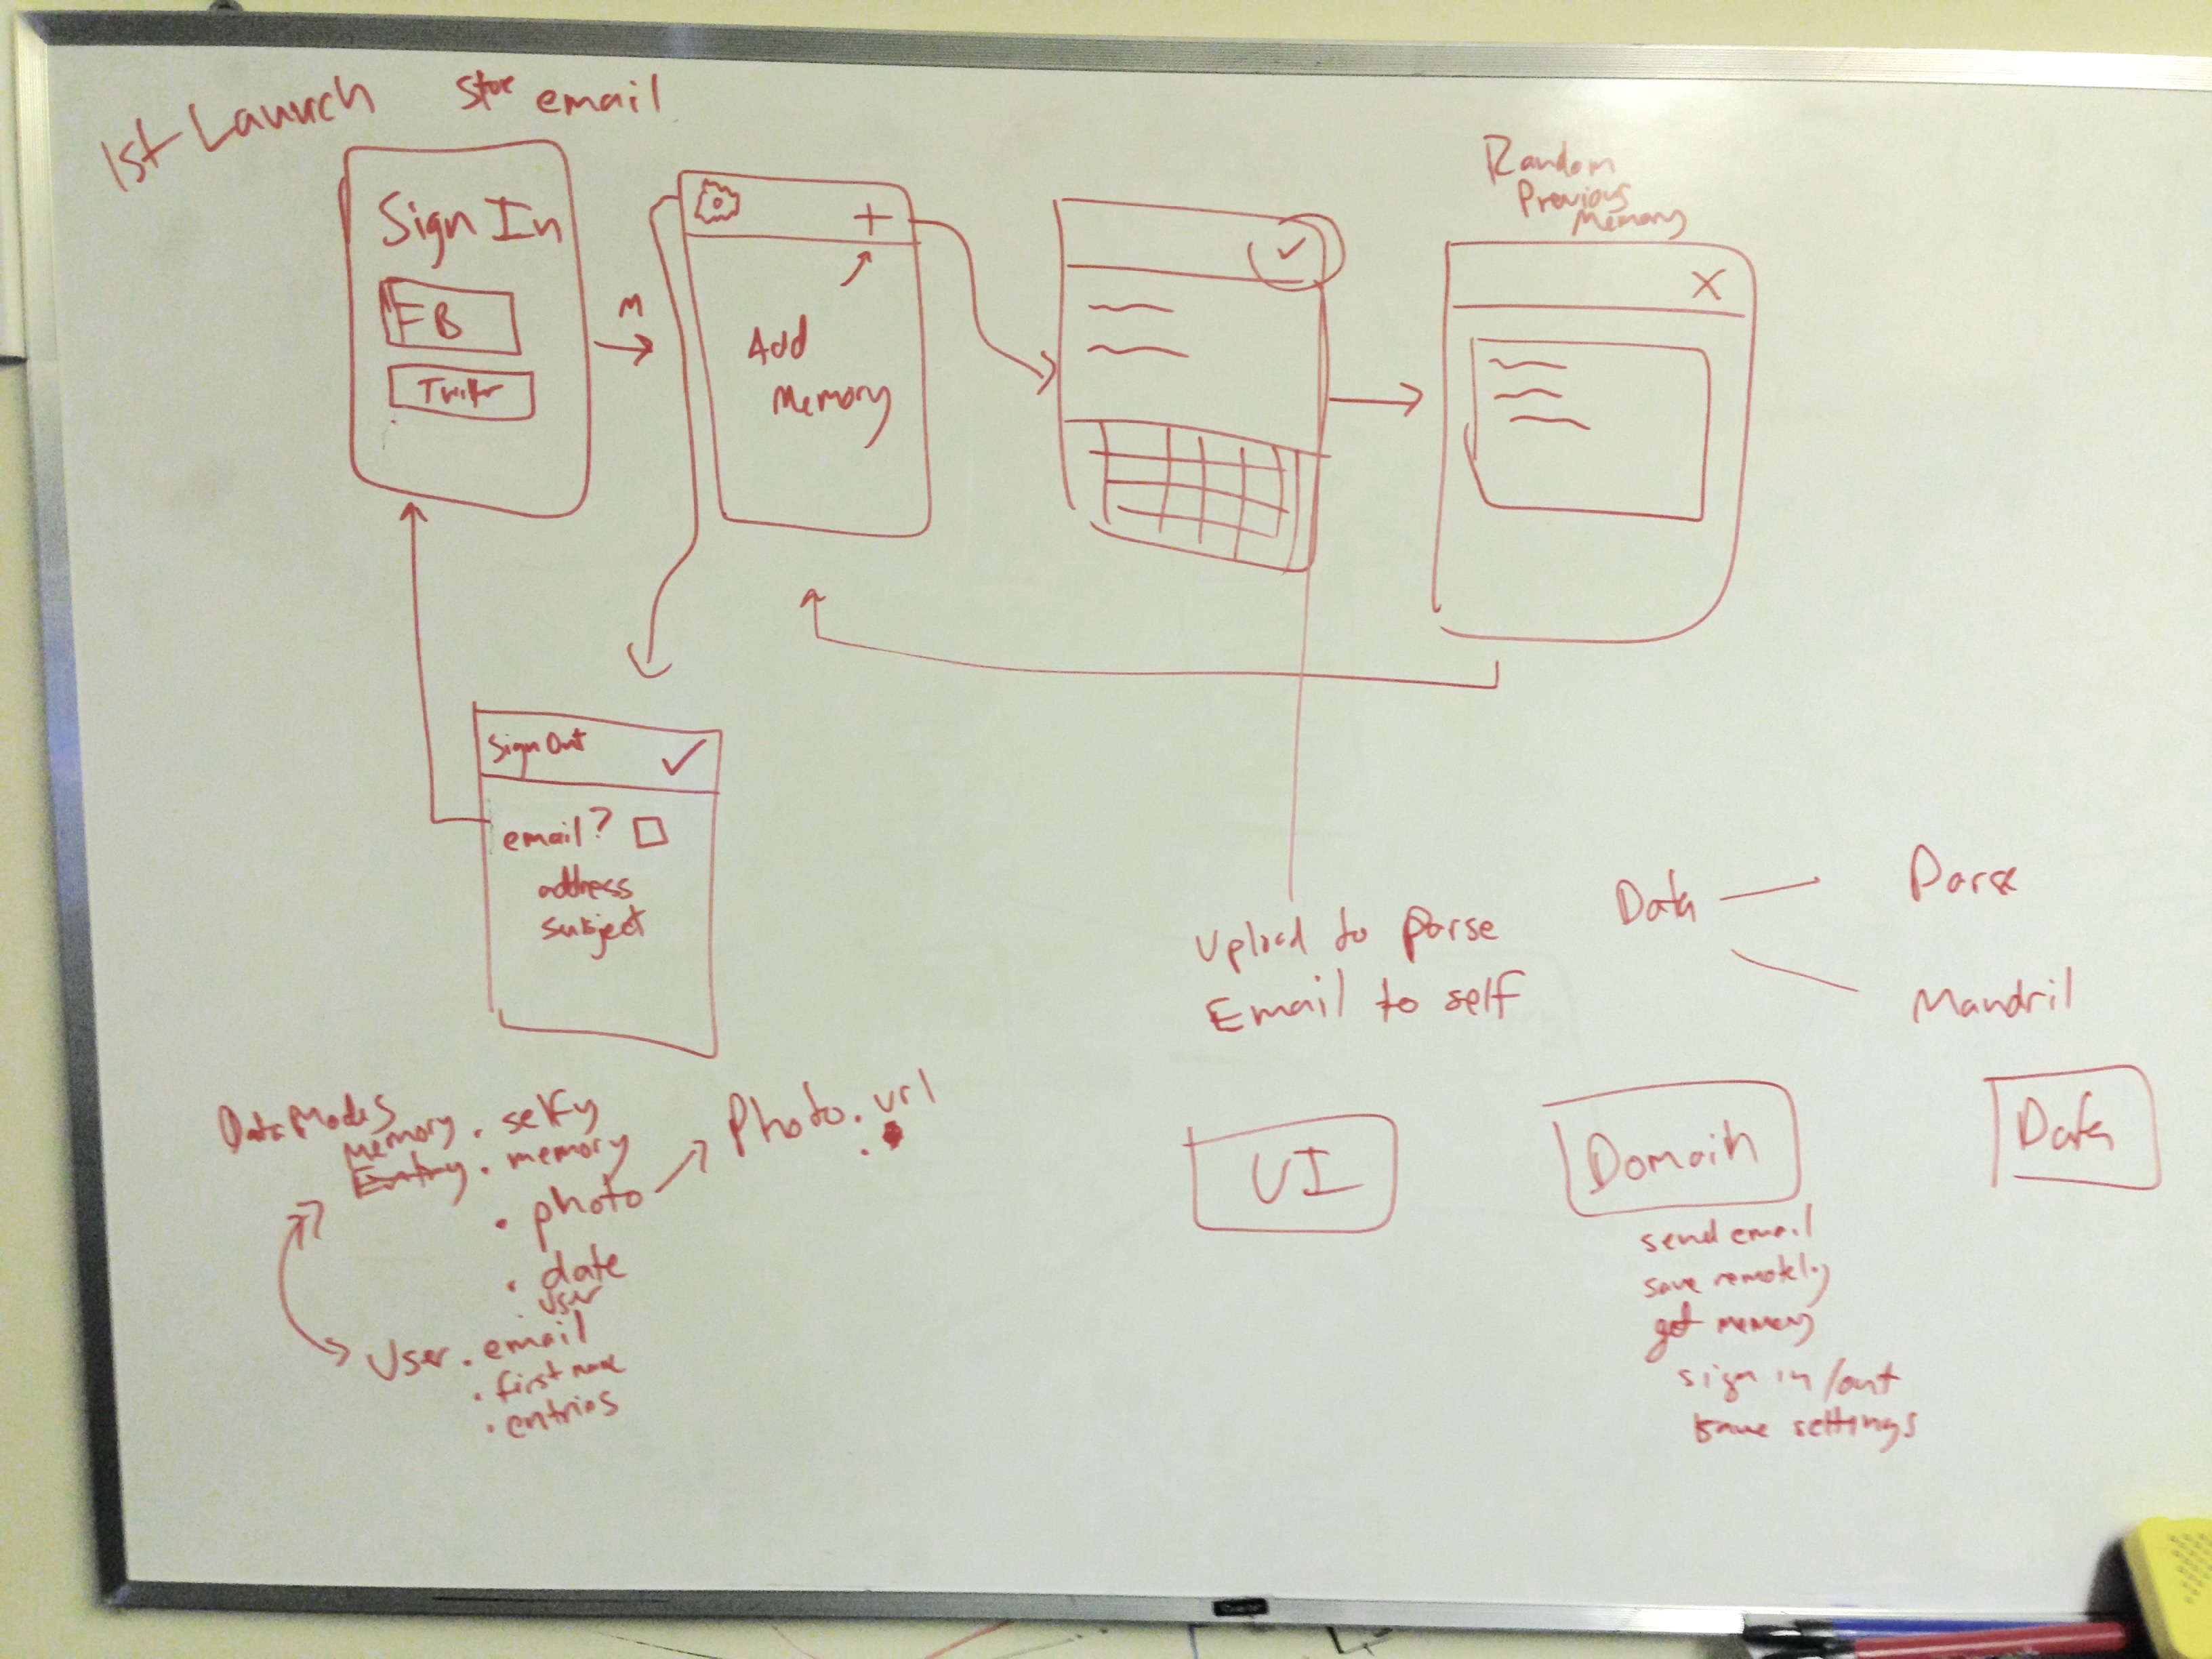 1st Launch
store email
Sign In
FB
Twitter
M
+
Add
Memory
Random
Previous
Memory
X
Sign Out
email?
address
subject
Upload to parse
Email to self
Data
Parse
Mandril
Data Models
Memory . selfy
Entry . memory
. photo
. date
. user
Photo . url
.
User . email
. first name
. entries
UI
Domain
Data
send email
save remotely
get memory
sign in/out
save settings